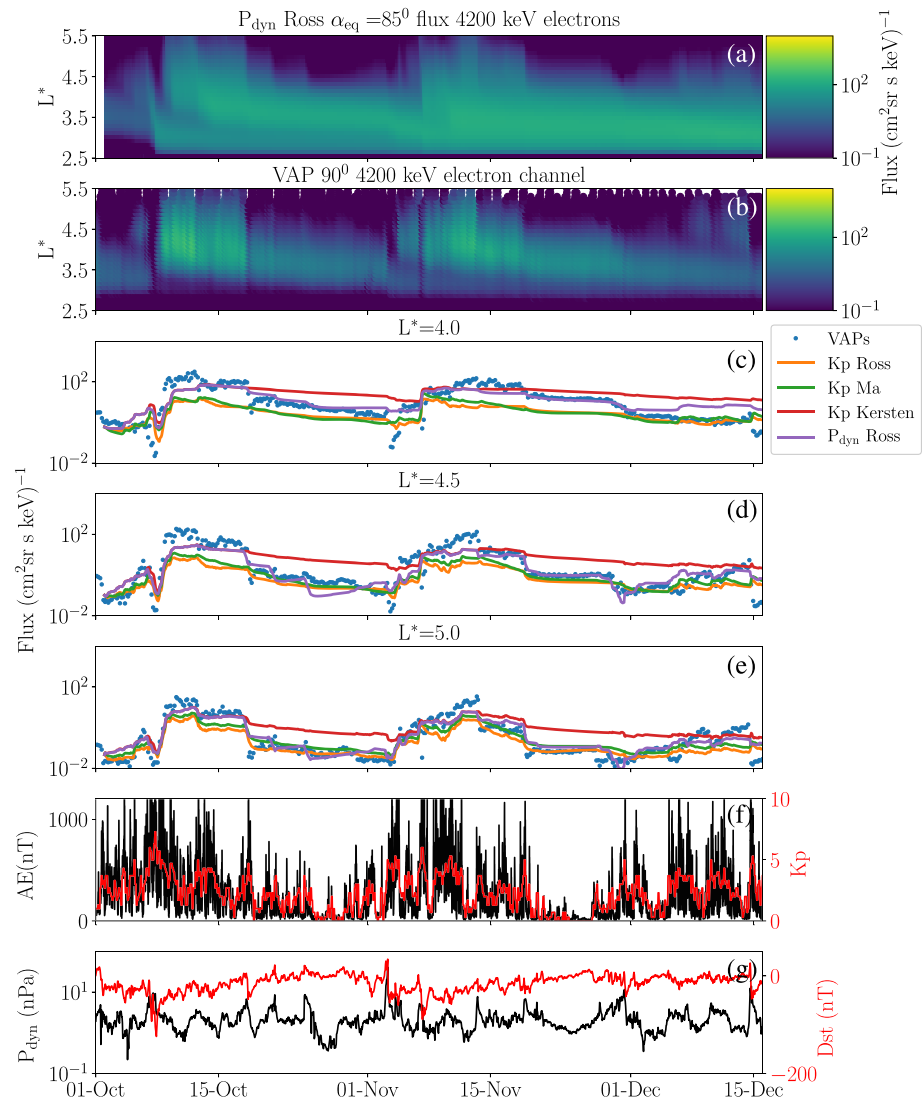 P_dyn Ross α_eq =85⁰ flux 4200 keV electrons
5.5
4.5
3.5
2.5
L*
(a)
10²
10⁻¹
VAP 90⁰ 4200 keV electron channel
5.5
4.5
3.5
2.5
L*
(b)
10²
10⁻¹
Flux (cm²sr s keV)⁻¹
L*=4.0
10²
10⁻²
(c)
VAPs
Kp Ross
Kp Ma
Kp Kersten
P_dyn Ross
L*=4.5
10²
10⁻²
(d)
Flux (cm²sr s keV)⁻¹
L*=5.0
10²
10⁻²
(e)
AE(nT)
1000
0
(f)
10
5
0
Kp
P_dyn (nPa)
10¹
10⁻¹
(g)
0
−200
Dst (nT)
01-Oct 15-Oct 01-Nov 15-Nov 01-Dec 15-Dec